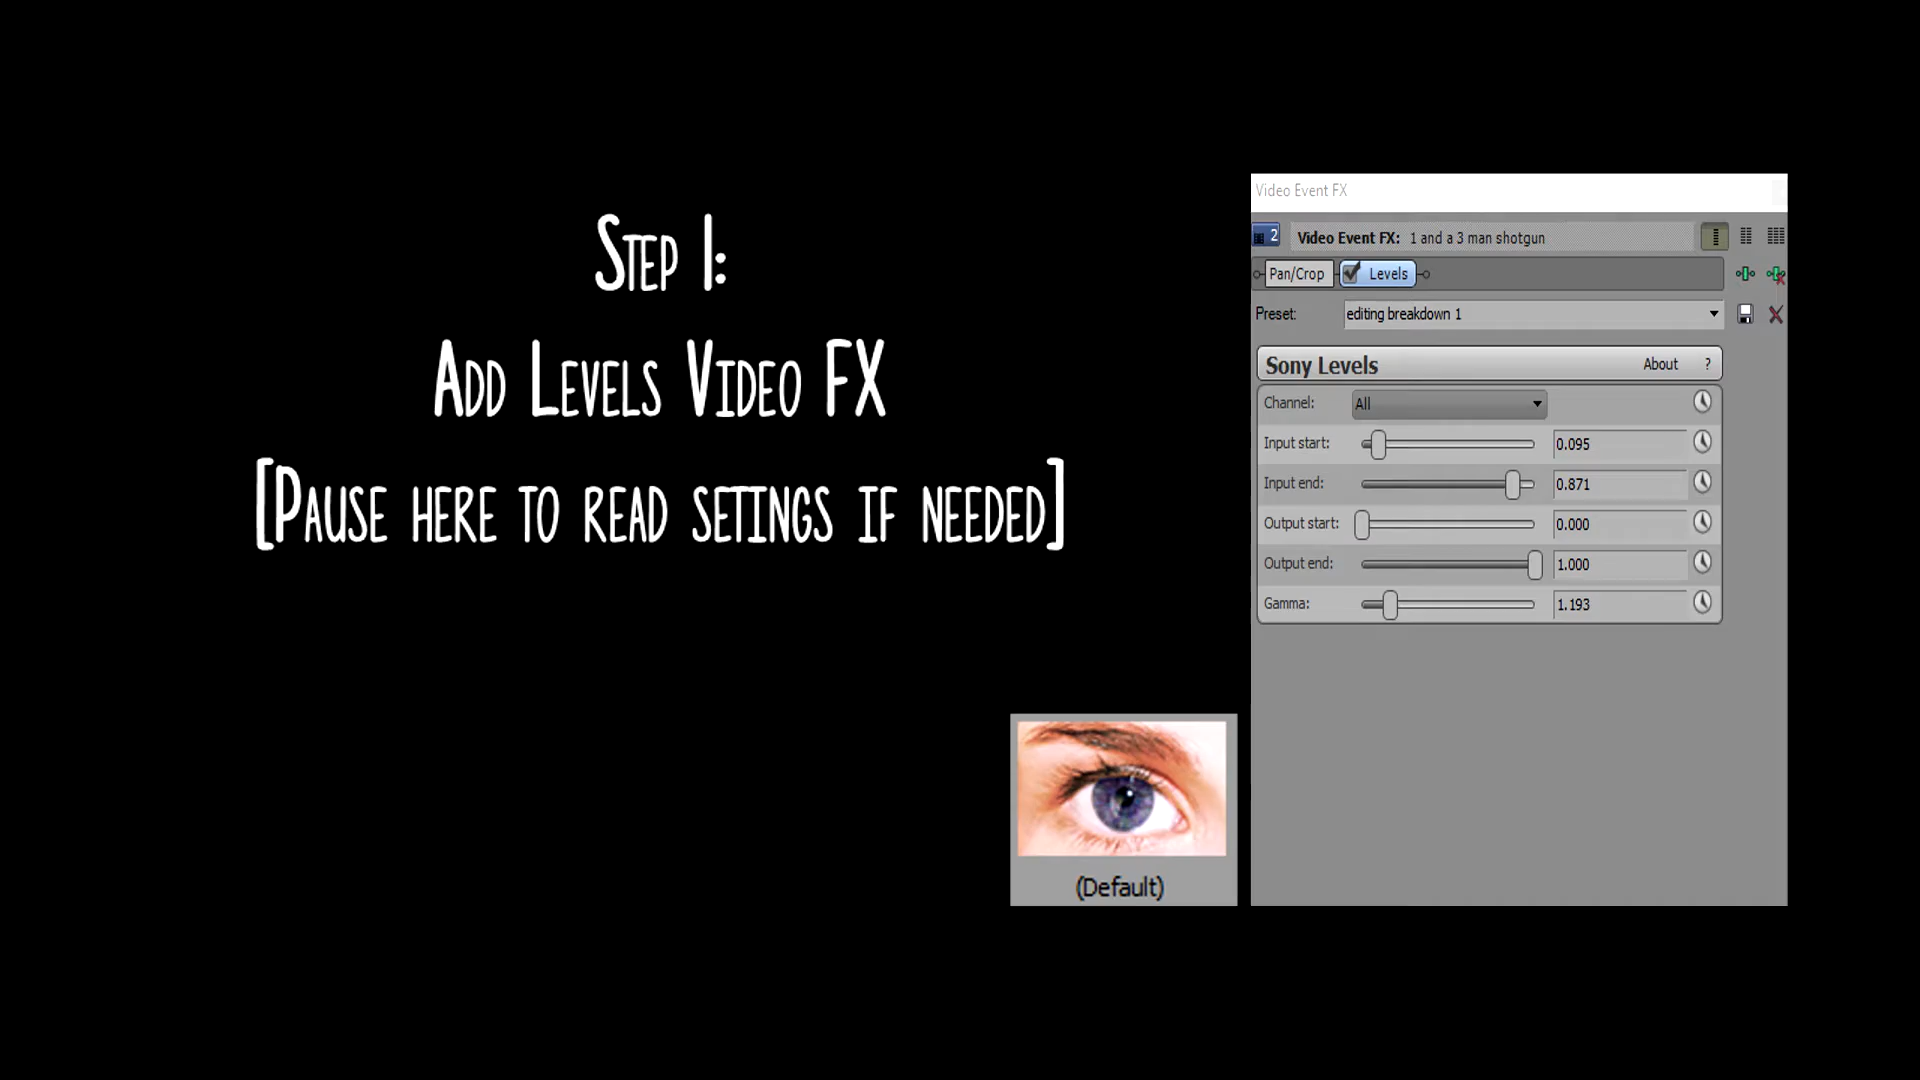 Step 1:
Add Levels Video FX
[Pause here to read setings if needed]
Video Event FX
2 Video Event FX: 1 and a 3 man shotgun
Pan/Crop Levels
Preset: editing breakdown 1
Sony Levels About ?
Channel: All
Input start: 0.095
Input end: 0.871
Output start: 0.000
Output end: 1.000
Gamma: 1.193
(Default)